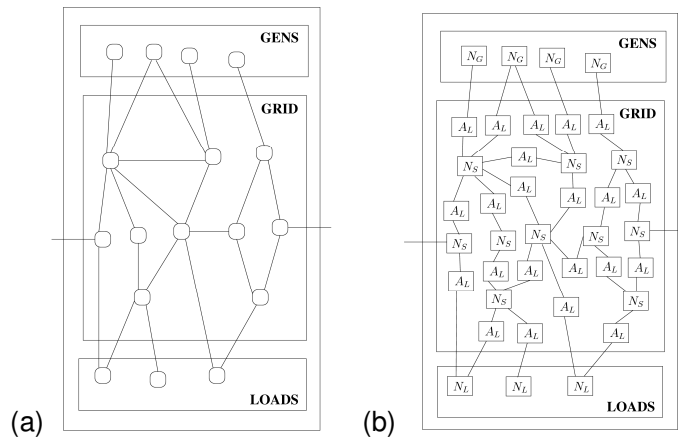 GENS
GRID
LOADS
(a)
GENS
N_G N_G N_G N_G
GRID
A_L A_L A_L A_L A_L
A_L N_S
N_S N_S
A_L A_L A_L A_L
A_L A_L
N_S N_S N_S N_S N_S
A_L A_L A_L A_L A_L A_L
N_S A_L N_S
A_L A_L A_L
N_L N_L N_L
LOADS
(b)